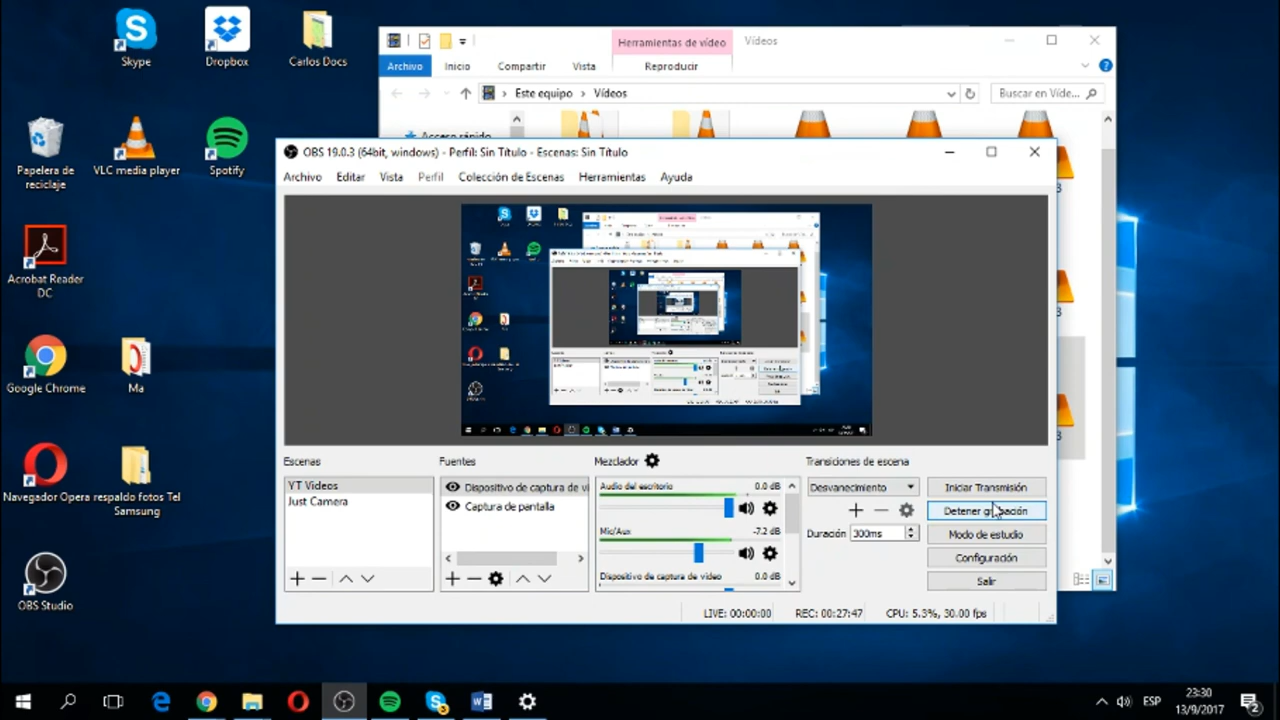 Skype
Dropbox
Carlos Docs
Papelera de
reciclaje
VLC media player
Spotify
Acrobat Reader
DC
Google Chrome
Ma
Navegador Opera
respaldo fotos Tel
Samsung
OBS Studio
Herramientas de vídeo
Vídeos
Archivo
Inicio
Compartir
Vista
Reproducir
Este equipo > Vídeos
Buscar en Víde...
Acceso rápido
OBS 19.0.3 (64bit, windows) - Perfil: Sin Título - Escenas: Sin Título
Archivo
Editar
Vista
Perfil
Colección de Escenas
Herramientas
Ayuda
Escenas
YT Videos
Just Camera
Fuentes
Dispositivo de captura de vi
Captura de pantalla
Mezclador
Audio del escritorio
0.0 dB
Mic/Aux
-7.2 dB
Dispositivo de captura de video
0.0 dB
Transiciones de escena
Desvanecimiento
Duración
300ms
Iniciar Transmisión
Detener grabación
Modo de estudio
Configuración
Salir
LIVE: 00:00:00
REC: 00:27:47
CPU: 5.3%, 30.00 fps
ESP
23:30
13/9/2017
2